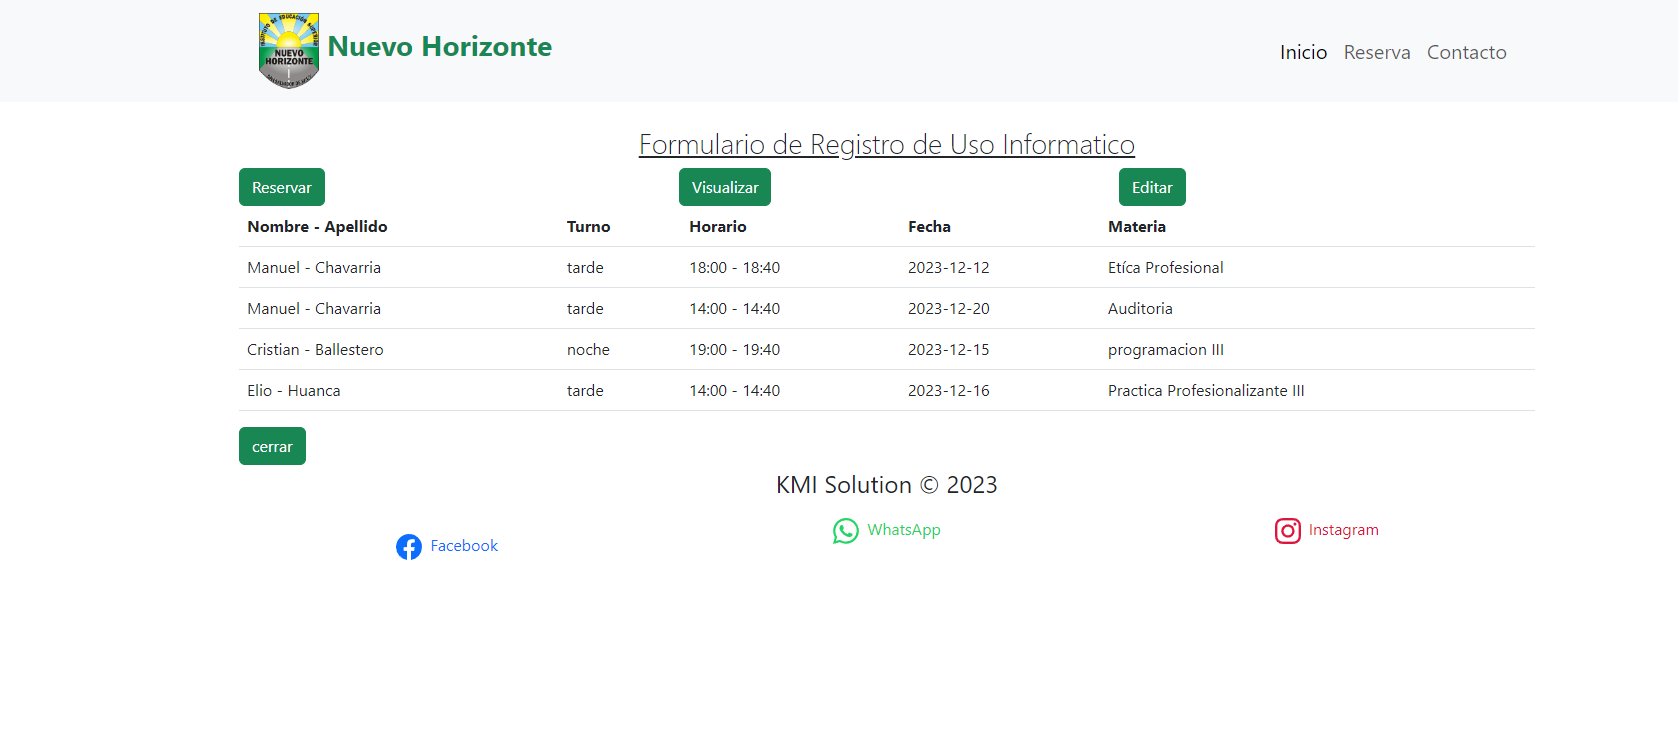 INSTITUTO DE EDUCACIÓN SUPERIOR
NUEVO
HORIZONTE
Nuevo Horizonte
Inicio Reserva Contacto
Formulario de Registro de Uso Informatico
Reservar Visualizar Editar
Nombre - Apellido Turno Horario Fecha Materia
Manuel - Chavarria tarde 18:00 - 18:40 2023-12-12 Etíca Profesional
Manuel - Chavarria tarde 14:00 - 14:40 2023-12-20 Auditoria
Cristian - Ballestero noche 19:00 - 19:40 2023-12-15 programacion III
Elio - Huanca tarde 14:00 - 14:40 2023-12-16 Practica Profesionalizante III
cerrar
KMI Solution © 2023
Facebook WhatsApp Instagram